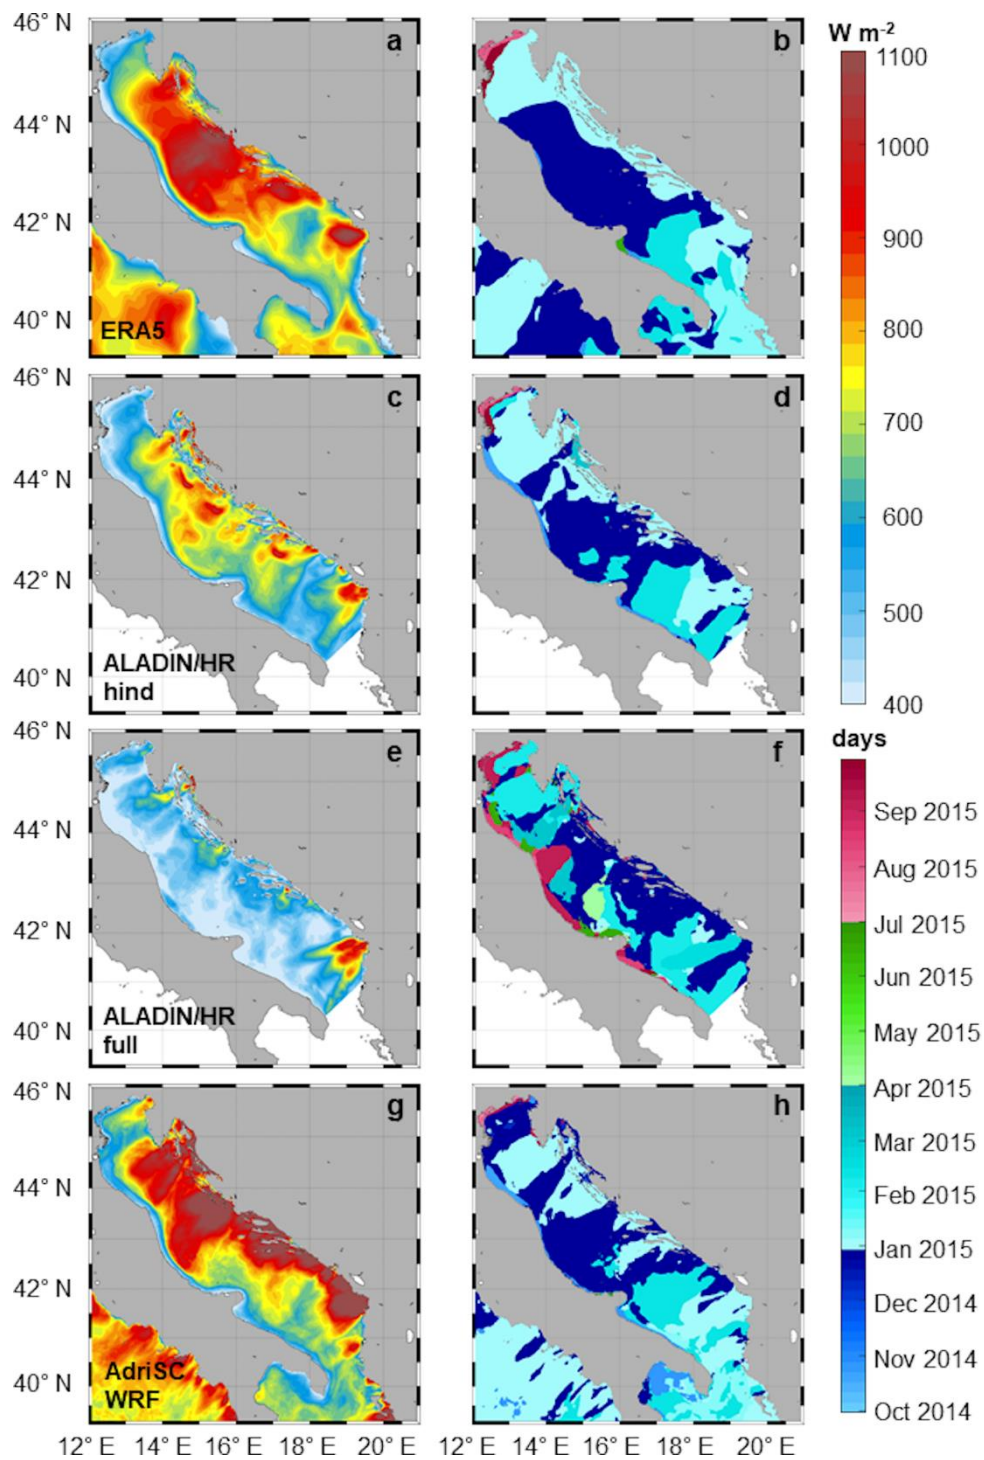 46° N
a
b
W m-2
1100
44° N
1000
42° N
900
40° N
ERA5
800
46° N
c
d
700
44° N
600
42° N
500
40° N
ALADIN/HR
hind
400
46° N
e
f
days
44° N
Sep 2015
Aug 2015
42° N
Jul 2015
Jun 2015
40° N
ALADIN/HR
full
May 2015
46° N
g
h
Apr 2015
Mar 2015
44° N
Feb 2015
Jan 2015
42° N
Dec 2014
Nov 2014
40° N
AdriSC
WRF
Oct 2014
12° E 14° E 16° E 18° E 20° E 12° E 14° E 16° E 18° E 20° E